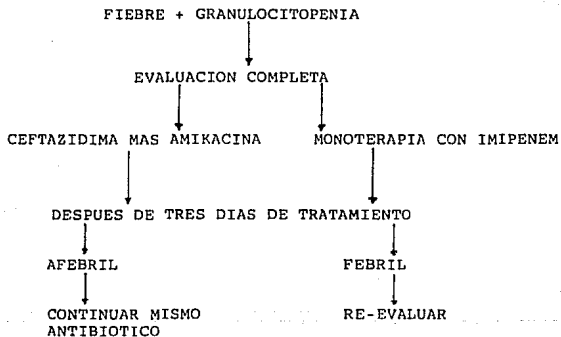 FIEBRE + GRANULOCITOPENIA
EVALUACION COMPLETA
CEFTAZIDIMA MAS AMIKACINA
MONOTERAPIA CON IMIPENEM
DESPUES DE TRES DIAS DE TRATAMIENTO
AFEBRIL
FEBRIL
CONTINUAR MISMO
ANTIBIOTICO
RE-EVALUAR